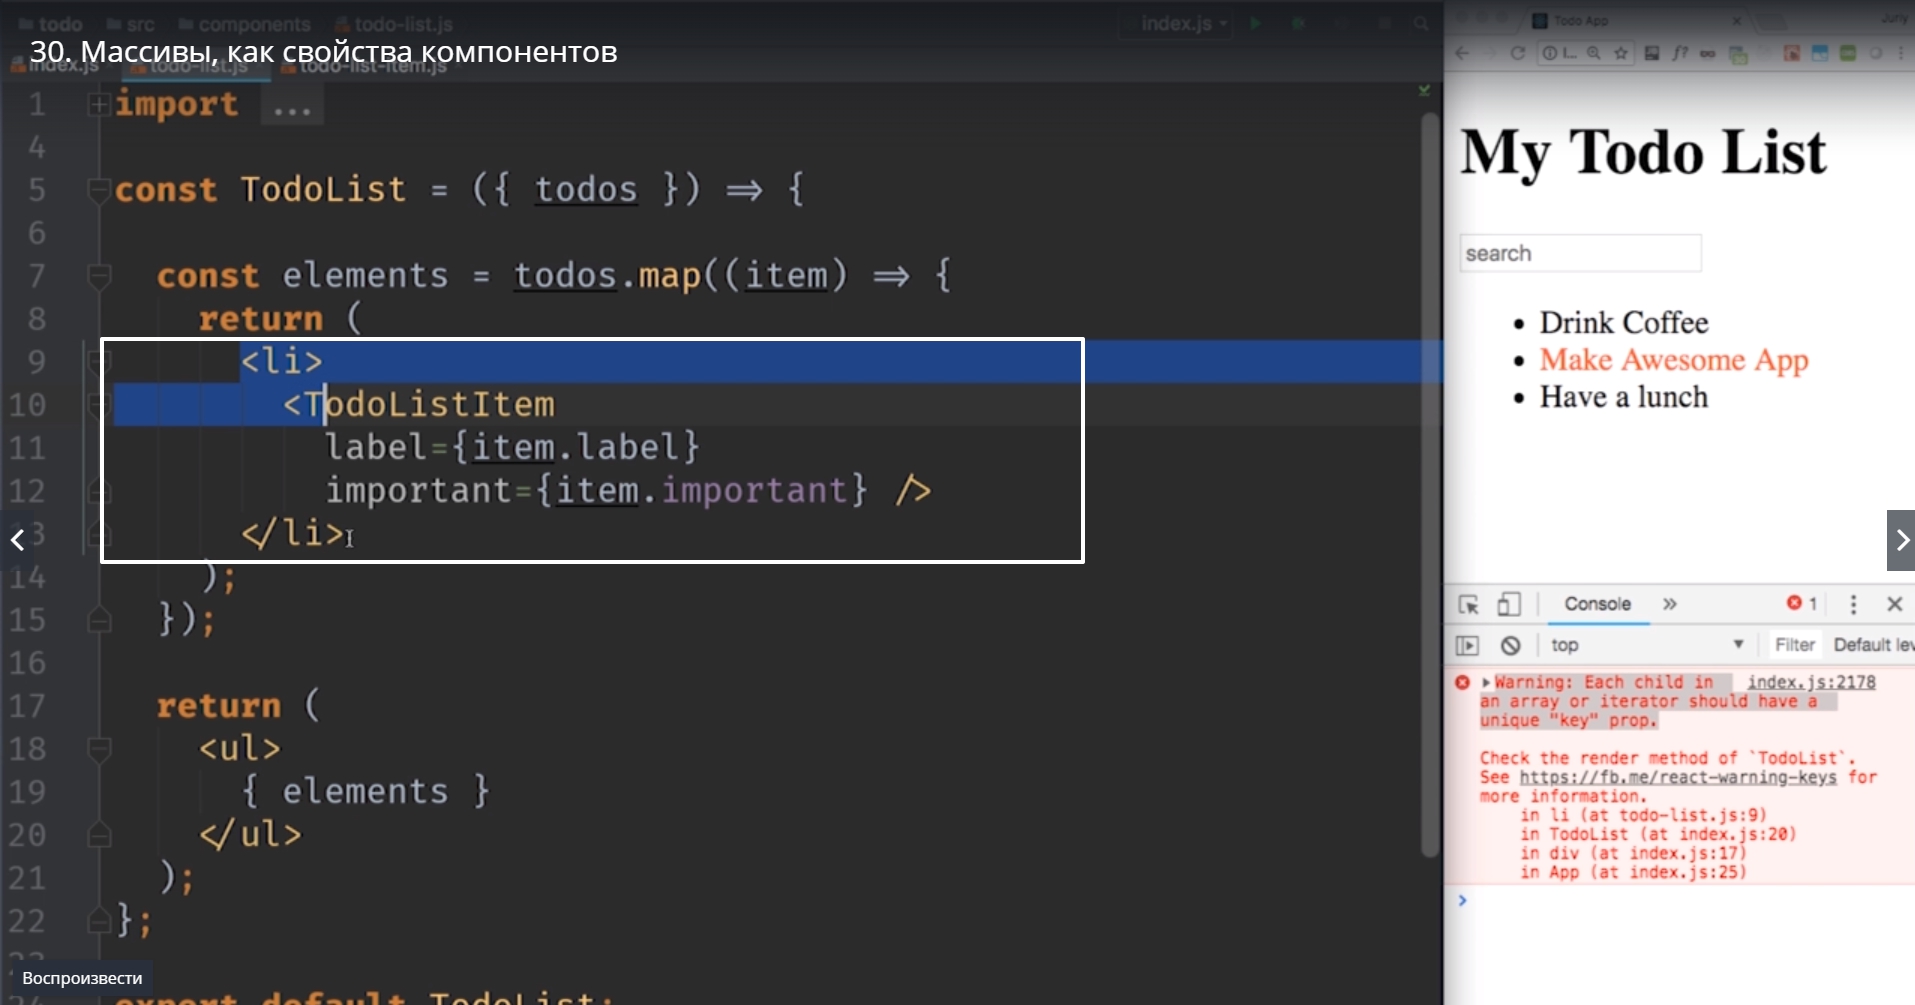 todo src components todo-list.js index.js
30. Массивы, как свойства компонентов
index.js todo-list.js todo-list-item.js
1 import ...
4
5 const TodoList = ({ todos }) => {
6
7 const elements = todos.map((item) => {
8 return (
9 <li>
10 <TodoListItem
11 label={item.label}
12 important={item.important} />
13 </li>
14 );
15 });
16
17 return (
18 <ul>
19 { elements }
20 </ul>
21 );
22 };
23
Воспроизвести
24 export default TodoList;
Todo App
Jury
My Todo List
search
Drink Coffee
Make Awesome App
Have a lunch
Console 1
top Filter Default lev
Warning: Each child in index.js:2178
an array or iterator should have a
unique "key" prop.
Check the render method of `TodoList`.
See https://fb.me/react-warning-keys for
more information.
in li (at todo-list.js:9)
in TodoList (at index.js:20)
in div (at index.js:17)
in App (at index.js:25)